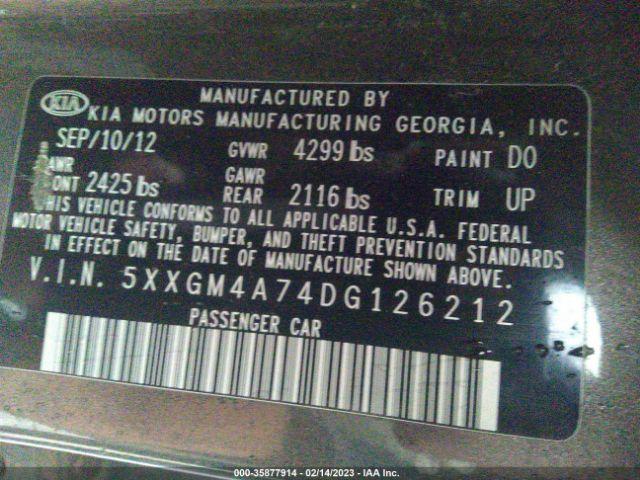 KIA
MANUFACTURED BY
KIA MOTORS MANUFACTURING GEORGIA, INC.
SEP/10/12 GVWR 4299 lbs PAINT D0
2425 lbs GAWR REAR 2116 lbs TRIM UP
THIS VEHICLE CONFORMS TO ALL APPLICABLE U.S.A. FEDERAL
MOTOR VEHICLE SAFETY, BUMPER, AND THEFT PREVENTION STANDARDS
IN EFFECT ON THE DATE OF MANUFACTURE SHOWN ABOVE.
V.I.N. 5XXGM4A74DG126212
PASSENGER CAR
000-35877914 - 02/14/2023 - IAA Inc.